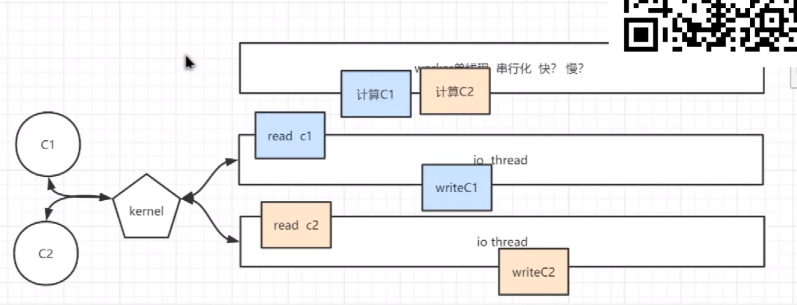 worker单线程 串行化 快? 慢?
计算C1
计算C2
read c1
C1
io thread
writeC1
kernel
read c2
C2
io thread
writeC2